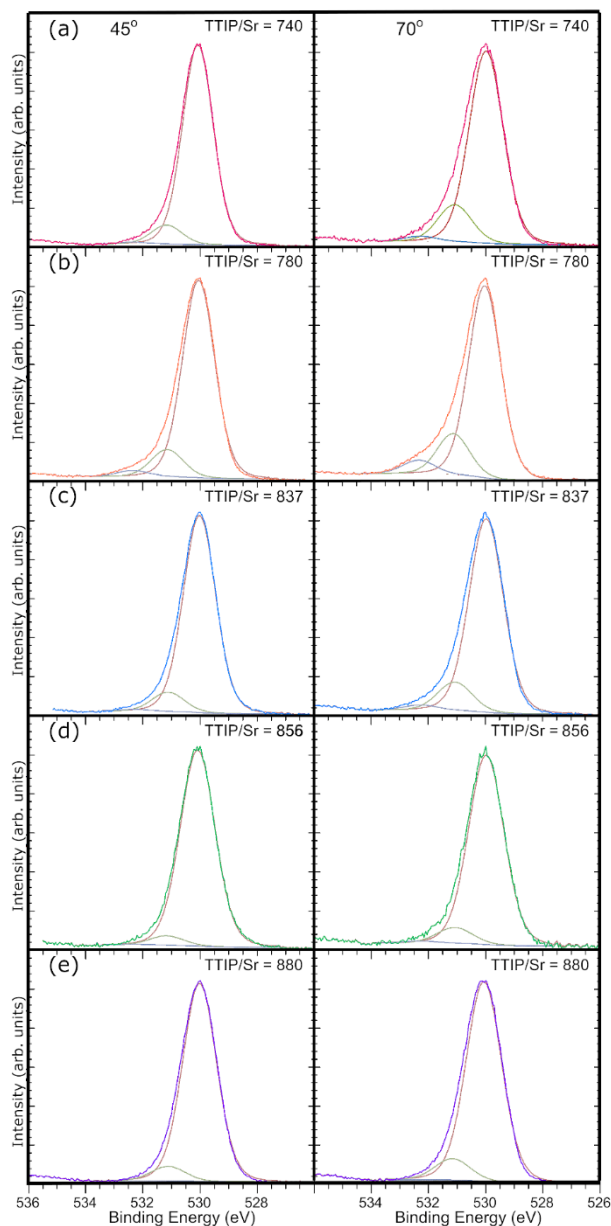 (a) 45° TTIP/Sr = 740 70° TTIP/Sr = 740
Intensity (arb. units)
(b) TTIP/Sr = 780 TTIP/Sr = 780
Intensity (arb. units)
(c) TTIP/Sr = 837 TTIP/Sr = 837
Intensity (arb. units)
(d) TTIP/Sr = 856 TTIP/Sr = 856
Intensity (arb. units)
(e) TTIP/Sr = 880 TTIP/Sr = 880
Intensity (arb. units)
536 534 532 530 528 534 532 530 528 526
Binding Energy (eV) Binding Energy (eV)